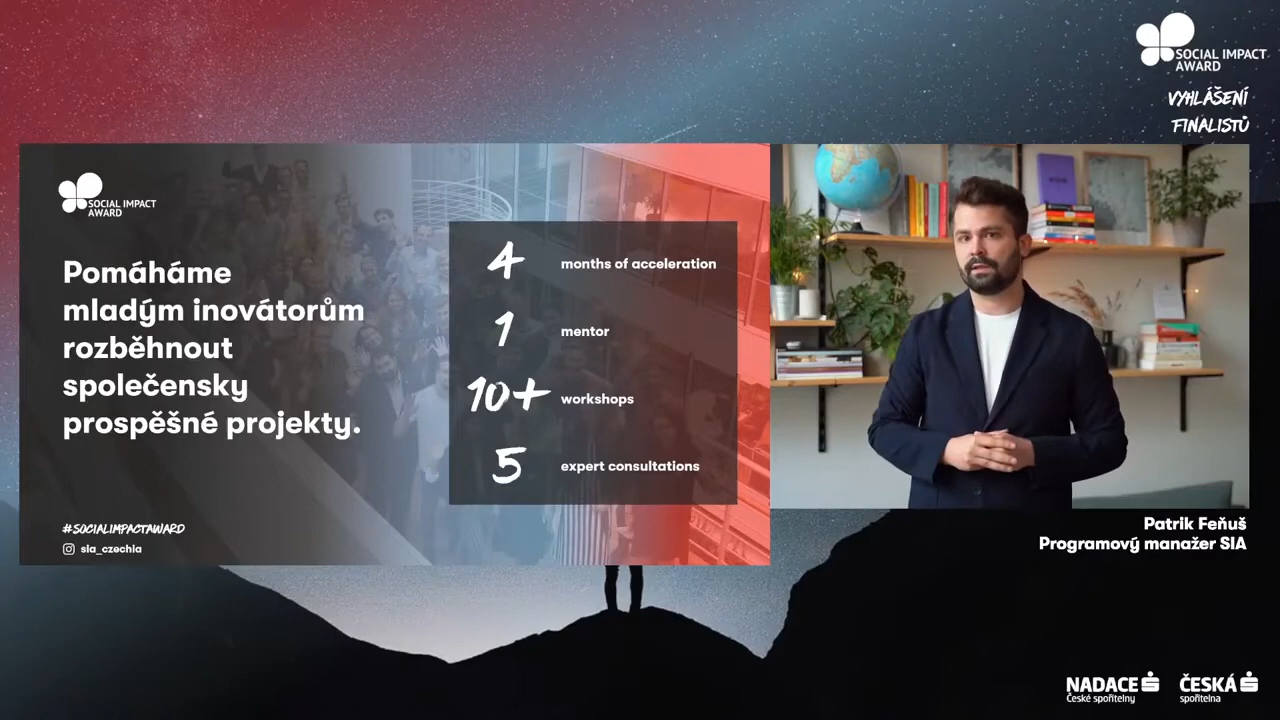 SOCIAL IMPACT
AWARD
VYHLÁŠENÍ
FINALISTŮ
SOCIAL IMPACT
AWARD
Pomáháme
mladým inovátorům
rozběhnout
společensky
prospěšné projekty.
4 months of acceleration
1 mentor
10+ workshops
5 expert consultations
#SOCIALIMPACTAWARD
sia_czechia
Patrik Feňuš
Programový manažer SIA
NADACE
České spořitelny
ČESKÁ
spořitelna